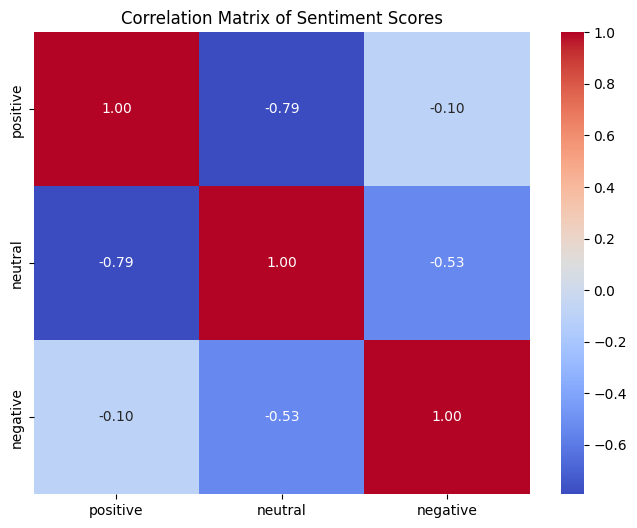 Correlation Matrix of Sentiment Scores
positive
neutral
negative
1.00 -0.79 -0.10
-0.79 1.00 -0.53
-0.10 -0.53 1.00
positive neutral negative
1.0
0.8
0.6
0.4
0.2
0.0
−0.2
−0.4
−0.6